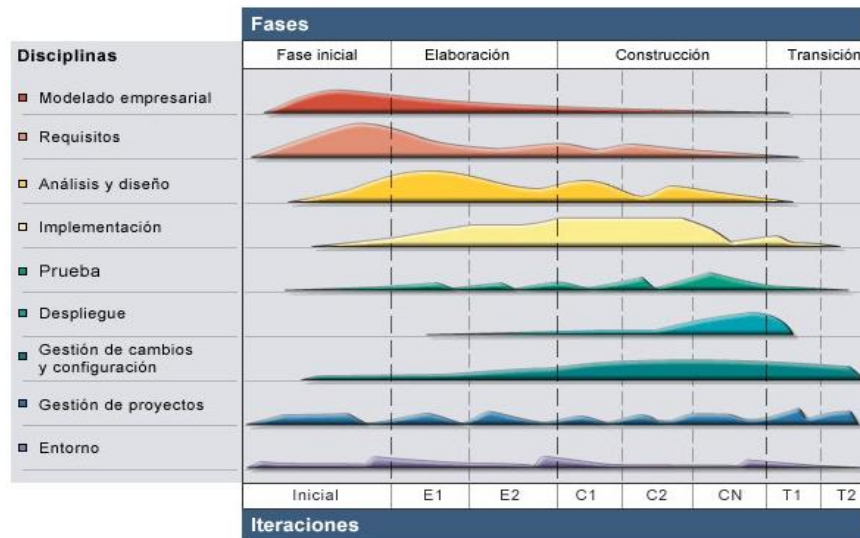 Fases
Disciplinas
Fase inicial Elaboración Construcción Transición
Modelado empresarial
Requisitos
Análisis y diseño
Implementación
Prueba
Despliegue
Gestión de cambios
y configuración
Gestión de proyectos
Entorno
Inicial E1 E2 C1 C2 CN T1 T2
Iteraciones